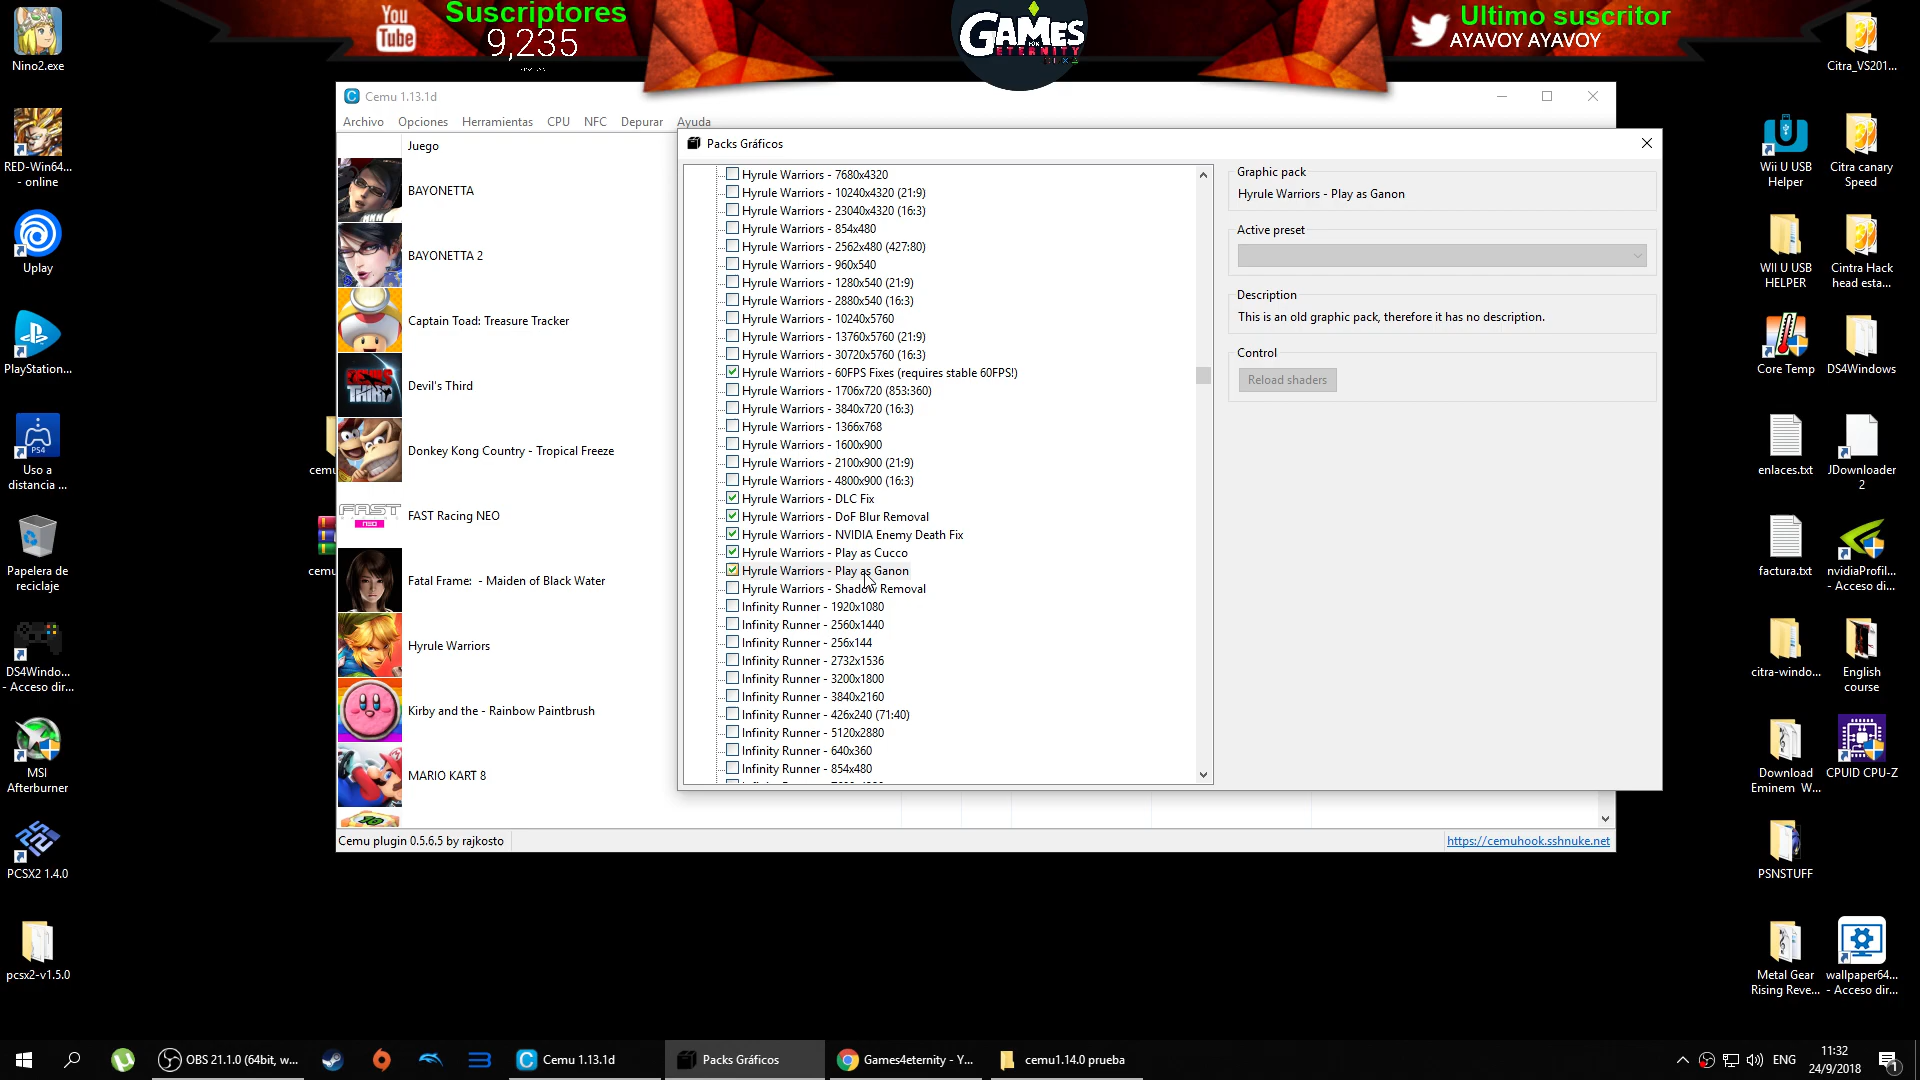 Suscriptores
9,235
You
Tube
GAMES
FOR
ETERNITY
Ultimo suscritor
AYAVOY AYAVOY
Nino2.exe
RED-Win64...
- online
Uplay
PlayStation...
Uso a
distancia ...
Papelera de
reciclaje
DS4Windo...
- Acceso dir...
MSI
Afterburner
PCSX2 1.4.0
pcsx2-v1.5.0
cemu
cemu
Cemu 1.13.1d
Archivo
Opciones
Herramientas
CPU
NFC
Depurar
Ayuda
Juego
BAYONETTA
BAYONETTA 2
Captain Toad: Treasure Tracker
Devil's Third
Donkey Kong Country - Tropical Freeze
FAST Racing NEO
Fatal Frame:  - Maiden of Black Water
Hyrule Warriors
Kirby and the - Rainbow Paintbrush
MARIO KART 8
Cemu plugin 0.5.6.5 by rajkosto
https://cemuhook.sshnuke.net
Packs Gráficos
Hyrule Warriors - 7680x4320
Hyrule Warriors - 10240x4320 (21:9)
Hyrule Warriors - 23040x4320 (16:3)
Hyrule Warriors - 854x480
Hyrule Warriors - 2562x480 (427:80)
Hyrule Warriors - 960x540
Hyrule Warriors - 1280x540 (21:9)
Hyrule Warriors - 2880x540 (16:3)
Hyrule Warriors - 10240x5760
Hyrule Warriors - 13760x5760 (21:9)
Hyrule Warriors - 30720x5760 (16:3)
Hyrule Warriors - 60FPS Fixes (requires stable 60FPS!)
Hyrule Warriors - 1706x720 (853:360)
Hyrule Warriors - 3840x720 (16:3)
Hyrule Warriors - 1366x768
Hyrule Warriors - 1600x900
Hyrule Warriors - 2100x900 (21:9)
Hyrule Warriors - 4800x900 (16:3)
Hyrule Warriors - DLC Fix
Hyrule Warriors - DoF Blur Removal
Hyrule Warriors - NVIDIA Enemy Death Fix
Hyrule Warriors - Play as Cucco
Hyrule Warriors - Play as Ganon
Hyrule Warriors - Shadow Removal
Infinity Runner - 1920x1080
Infinity Runner - 2560x1440
Infinity Runner - 256x144
Infinity Runner - 2732x1536
Infinity Runner - 3200x1800
Infinity Runner - 3840x2160
Infinity Runner - 426x240 (71:40)
Infinity Runner - 5120x2880
Infinity Runner - 640x360
Infinity Runner - 854x480
Graphic pack
Hyrule Warriors - Play as Ganon
Active preset
Description
This is an old graphic pack, therefore it has no description.
Control
Reload shaders
Citra_VS201...
Wii U USB
Helper
Citra canary
Speed
WII U USB
HELPER
Cintra Hack
head esta...
Core Temp
DS4Windows
enlaces.txt
JDownloader
2
factura.txt
nvidiaProfil...
- Acceso di...
citra-windo...
English
course
Download
Eminem  W...
CPUID CPU-Z
PSNSTUFF
Metal Gear
Rising Reve...
wallpaper64...
- Acceso dir...
OBS 21.1.0 (64bit, w...
Cemu 1.13.1d
Packs Gráficos
Games4eternity - Y...
cemu1.14.0 prueba
ENG
11:32
24/9/2018